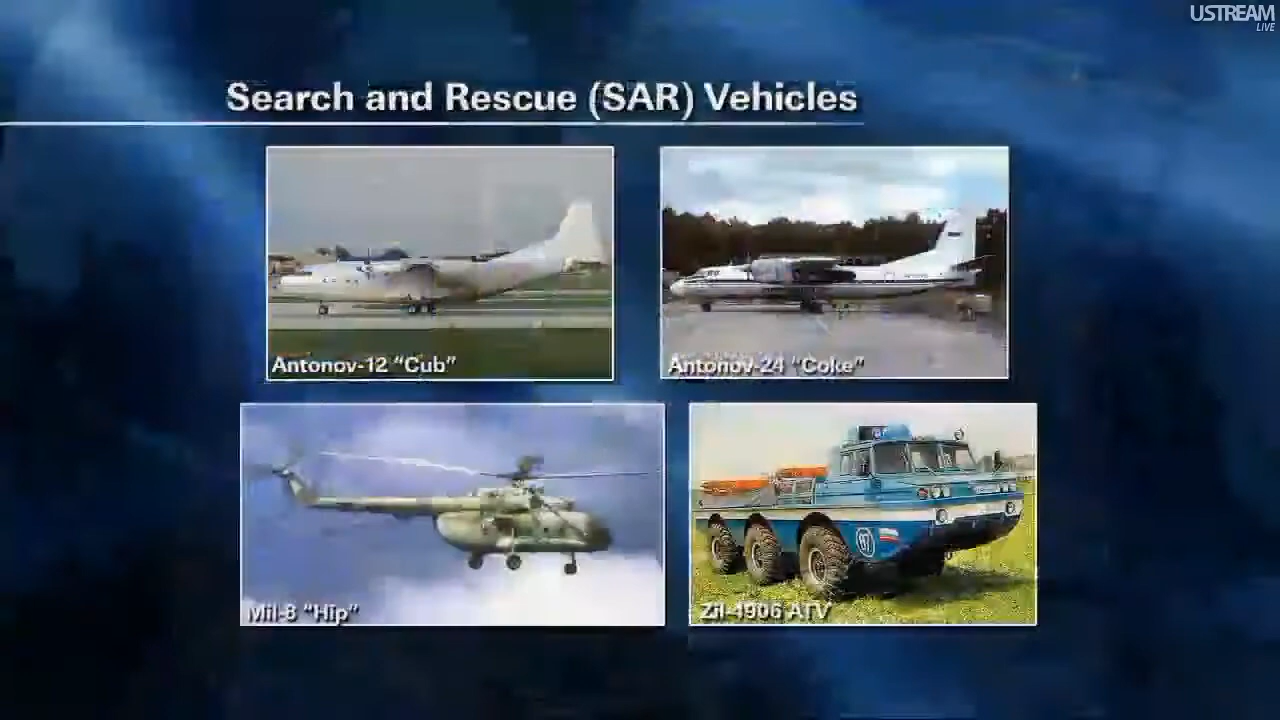 USTREAM
LIVE
Search and Rescue (SAR) Vehicles
Antonov-12 “Cub”
Antonov-24 “Coke”
Mil-8 “Hip”
Zil-4906 ATV